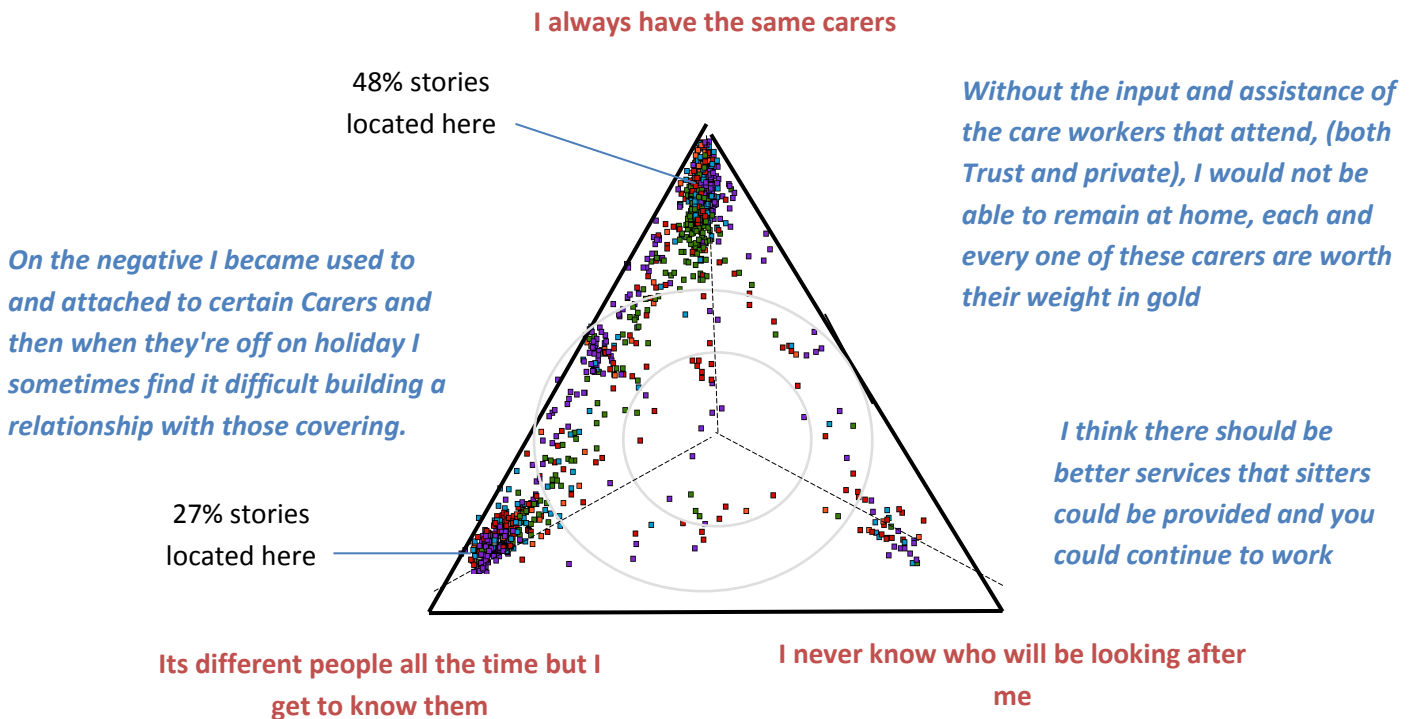 I always have the same carers
48% stories
located here
Without the input and assistance of
the care workers that attend, (both
Trust and private), I would not be
able to remain at home, each and
every one of these carers are worth
their weight in gold
On the negative I became used to
and attached to certain Carers and
then when they're off on holiday I
sometimes find it difficult building a
relationship with those covering.
I think there should be
better services that sitters
could be provided and you
could continue to work
27% stories
located here
Its different people all the time but I
get to know them
I never know who will be looking after
me